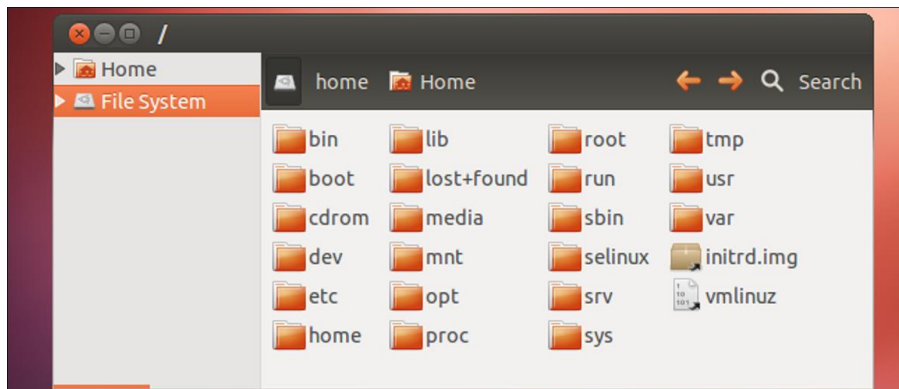 /
Home
File System
home Home Search
bin lib root tmp
boot lost+found run usr
cdrom media sbin var
dev mnt selinux initrd.img
etc opt srv vmlinuz
home proc sys